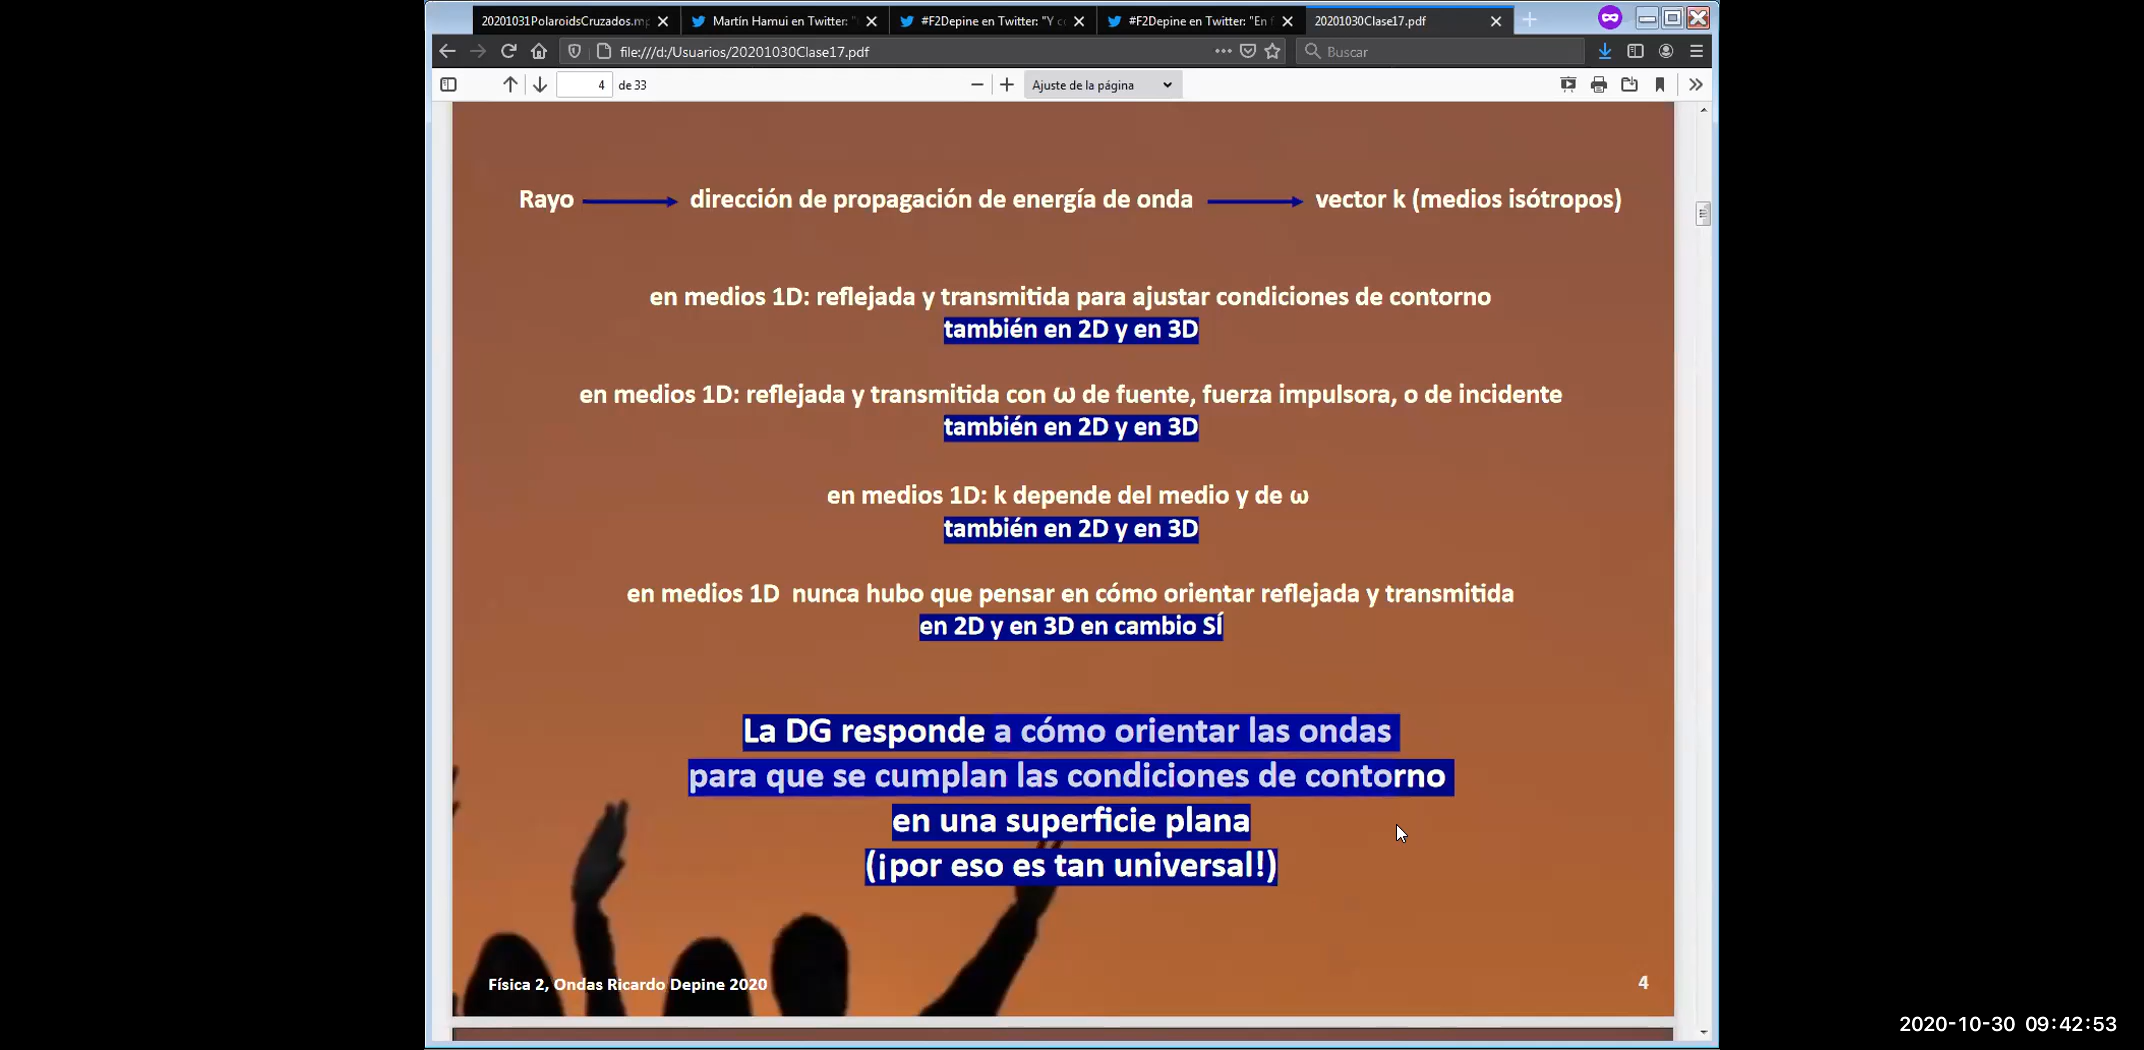 20201031PolaroidsCruzados.mp
Martín Hamui en Twitter: "
#F2Depine en Twitter: "Y c
#F2Depine en Twitter: "En f
20201030Clase17.pdf
file:///d:/Usuarios/20201030Clase17.pdf
Buscar
4 de 33
Ajuste de la página
Rayo dirección de propagación de energía de onda vector k (medios isótropos)
en medios 1D: reflejada y transmitida para ajustar condiciones de contorno
también en 2D y en 3D
en medios 1D: reflejada y transmitida con ω de fuente, fuerza impulsora, o de incidente
también en 2D y en 3D
en medios 1D: k depende del medio y de ω
también en 2D y en 3D
en medios 1D nunca hubo que pensar en cómo orientar reflejada y transmitida
en 2D y en 3D en cambio SÍ
La DG responde a cómo orientar las ondas
para que se cumplan las condiciones de contorno
en una superficie plana
(¡por eso es tan universal!)
Física 2, Ondas Ricardo Depine 2020
4
2020-10-30 09:42:53